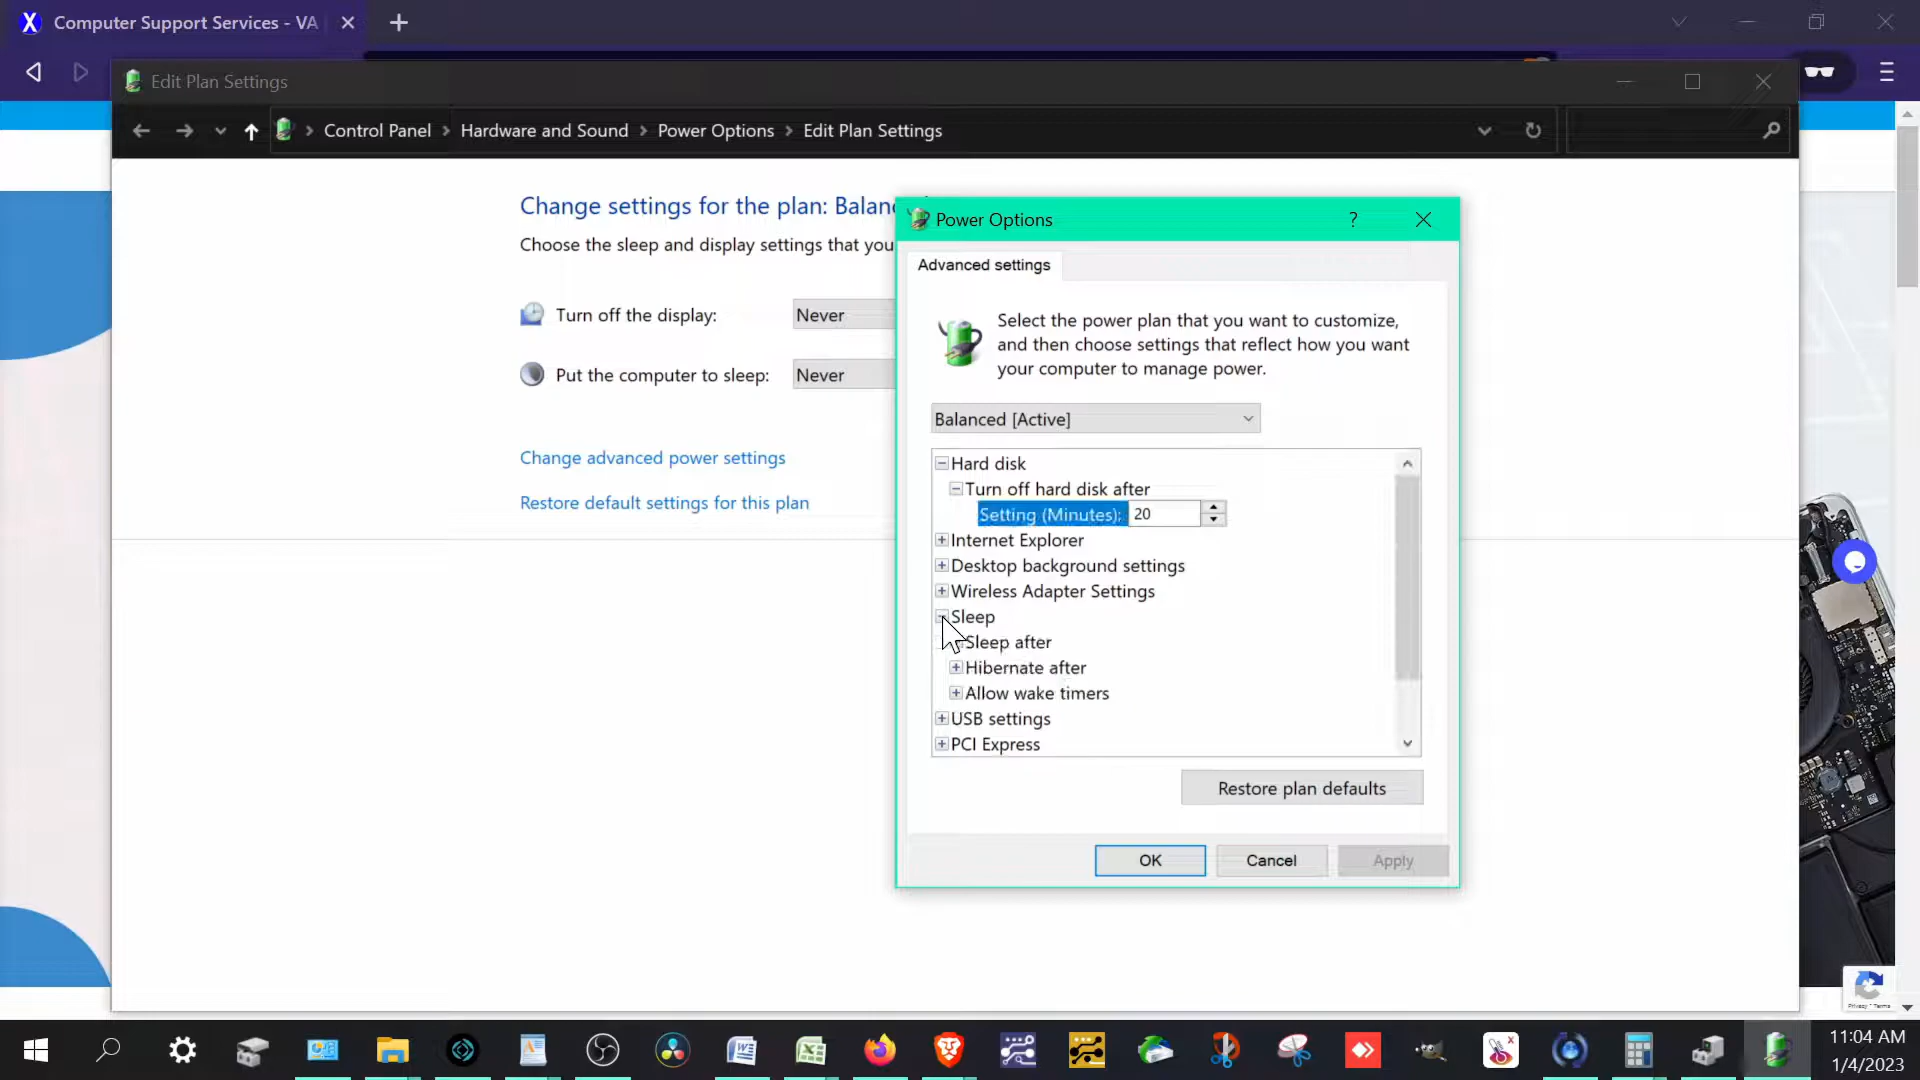 Computer Support Services - VA
Edit Plan Settings
Control Panel > Hardware and Sound > Power Options > Edit Plan Settings
Change settings for the plan: Balanc
Choose the sleep and display settings that you
Turn off the display: Never
Put the computer to sleep: Never
Change advanced power settings
Restore default settings for this plan
Power Options
?
Advanced settings
Select the power plan that you want to customize,
and then choose settings that reflect how you want
your computer to manage power.
Balanced [Active]
Hard disk
Turn off hard disk after
Setting (Minutes): 20
Internet Explorer
Desktop background settings
Wireless Adapter Settings
Sleep
Sleep after
Hibernate after
Allow wake timers
USB settings
PCI Express
Restore plan defaults
OK Cancel Apply
Privacy - Terms
11:04 AM
1/4/2023